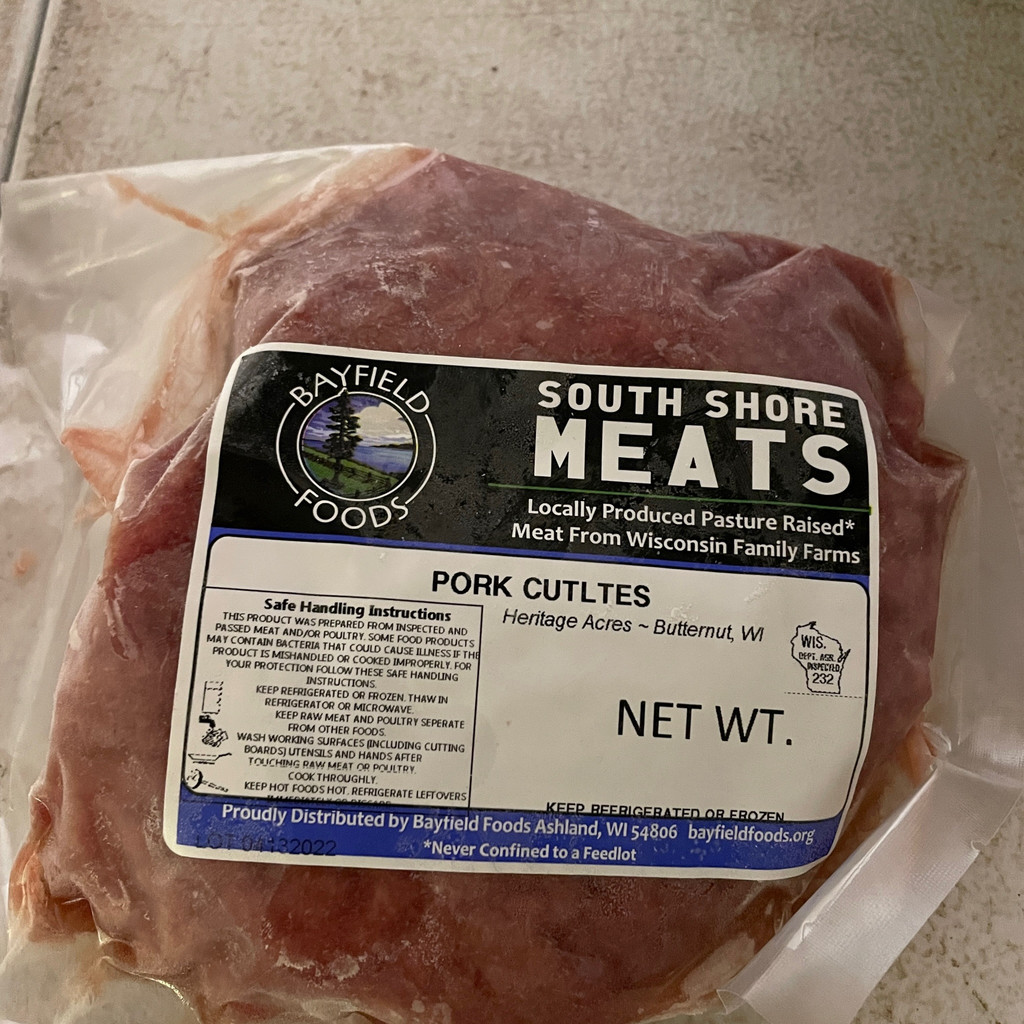 BAYFIELD
FOODS
SOUTH SHORE
MEATS
Locally Produced Pasture Raised*
Meat From Wisconsin Family Farms
PORK CUTLTES
Heritage Acres ~ Butternut, WI
Safe Handling Instructions
THIS PRODUCT WAS PREPARED FROM INSPECTED AND
PASSED MEAT AND/OR POULTRY. SOME FOOD PRODUCTS
MAY CONTAIN BACTERIA THAT COULD CAUSE ILLNESS IF THE
PRODUCT IS MISHANDLED OR COOKED IMPROPERLY. FOR
YOUR PROTECTION FOLLOW THESE SAFE HANDLING
INSTRUCTIONS.
KEEP REFRIGERATED OR FROZEN. THAW IN
REFRIGERATOR OR MICROWAVE.
KEEP RAW MEAT AND POULTRY SEPERATE
FROM OTHER FOODS.
WASH WORKING SURFACES (INCLUDING CUTTING
BOARDS) UTENSILS AND HANDS AFTER
TOUCHING RAW MEAT OR POULTRY.
COOK THROUGHLY.
KEEP HOT FOODS HOT. REFRIGERATE LEFTOVERS
IMMEDIATELY OR DISCARD
WIS.
DEPT. AGR.
INSPECTED
232
NET WT.
KEEP REFRIGERATED OR FROZEN
Proudly Distributed by Bayfield Foods Ashland, WI 54806 bayfieldfoods.org
*Never Confined to a Feedlot
LOT 04132022